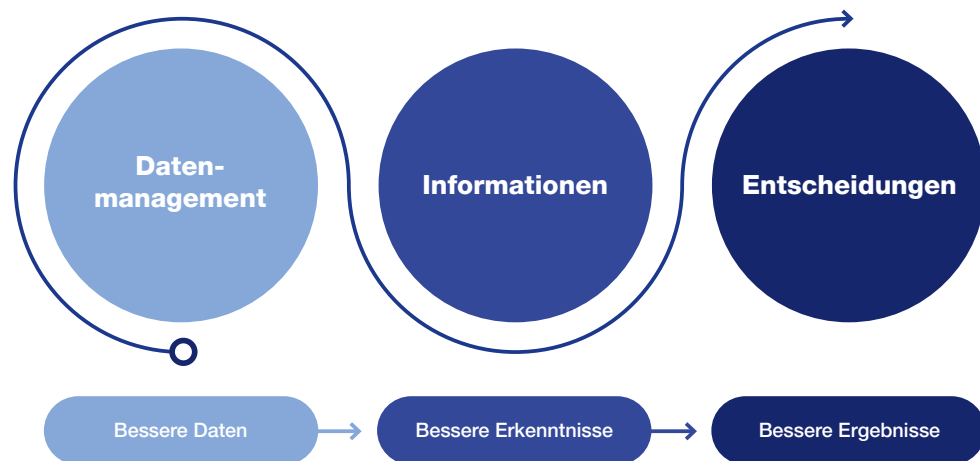 Daten-
management
Informationen
Entscheidungen
Bessere Daten
Bessere Erkenntnisse
Bessere Ergebnisse